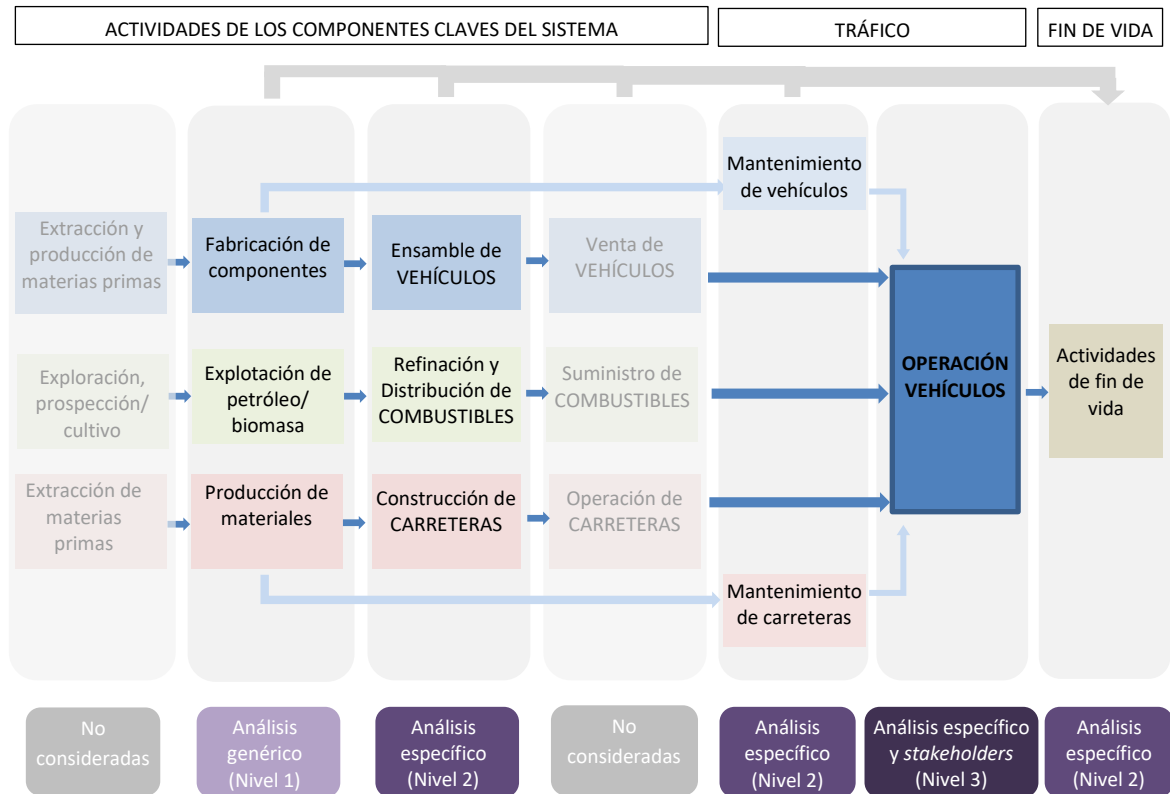 ACTIVIDADES DE LOS COMPONENTES CLAVES DEL SISTEMA
TRÁFICO
FIN DE VIDA
Mantenimiento
de vehículos
Extracción y
producción de
materias primas
Fabricación de
componentes
Ensamble de
VEHÍCULOS
Venta de
VEHÍCULOS
Exploración,
prospección/
cultivo
Explotación de
petróleo/
biomasa
Refinación y
Distribución de
COMBUSTIBLES
Suministro de
COMBUSTIBLES
OPERACIÓN
VEHÍCULOS
Actividades
de fin de
vida
Extracción de
materias
primas
Producción de
materiales
Construcción de
CARRETERAS
Operación de
CARRETERAS
Mantenimiento
de carreteras
No
consideradas
Análisis
genérico
(Nivel 1)
Análisis
específico
(Nivel 2)
No
consideradas
Análisis
específico
(Nivel 2)
Análisis específico
y stakeholders
(Nivel 3)
Análisis
específico
(Nivel 2)